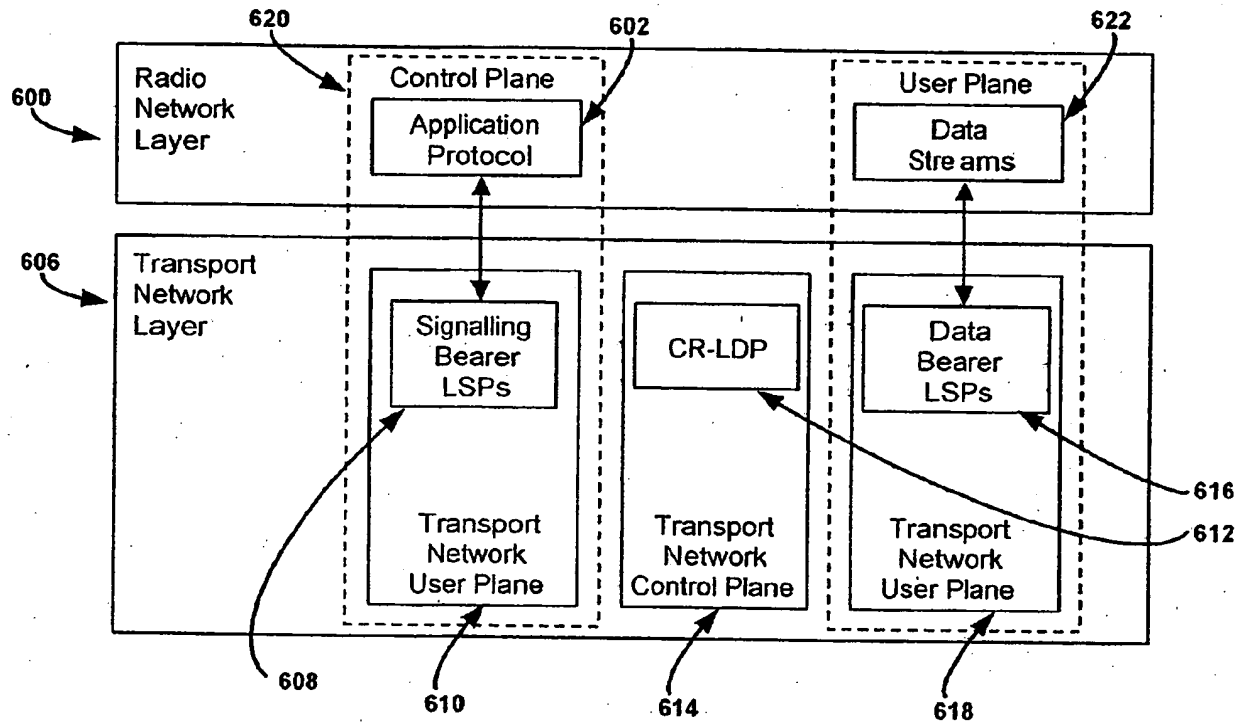 620
602
622
Radio
Network
Layer
Control Plane
Application
Protocol
User Plane
Data
Streams
600
606
Transport
Network
Layer
Signalling
Bearer
LSPs
CR-LDP
Data
Bearer
LSPs
Transport
Network
User Plane
Transport
Network
Control Plane
Transport
Network
User Plane
616
612
608
610
614
618